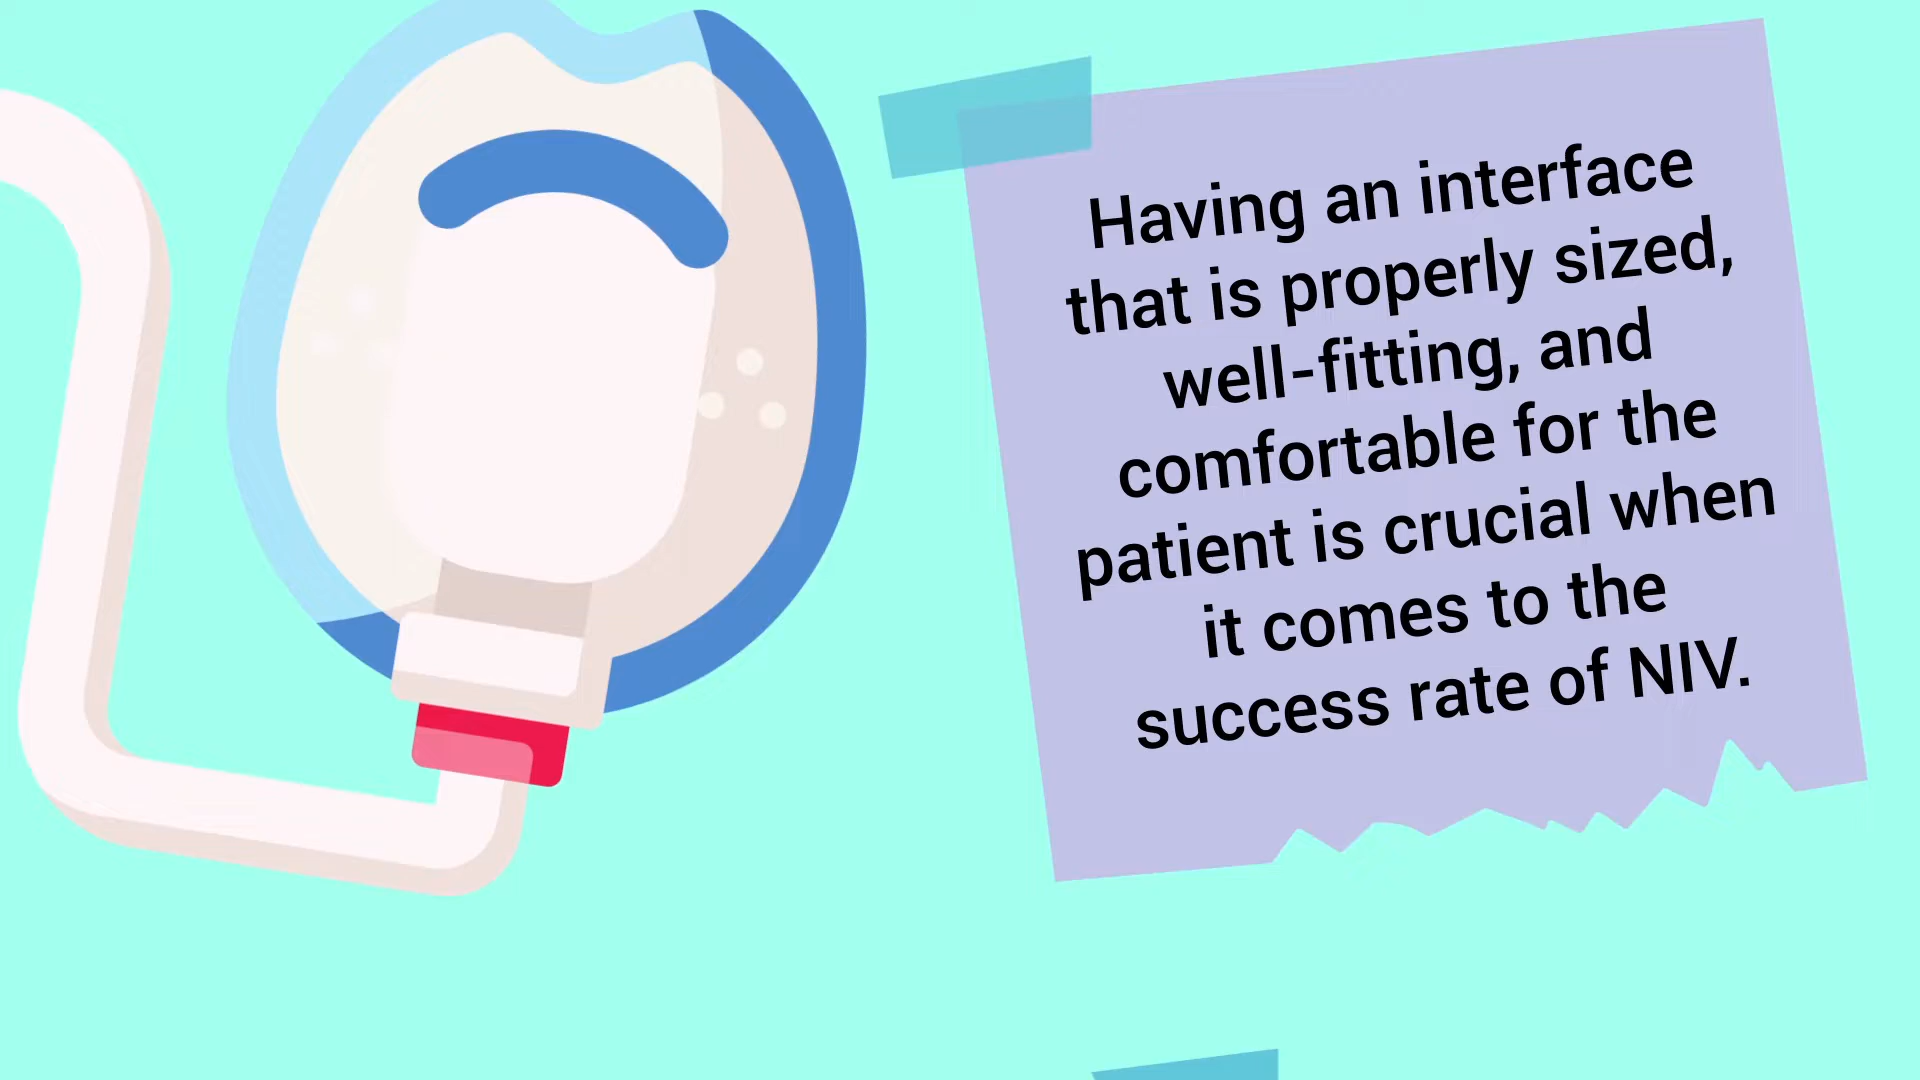 Having an interface
that is properly sized,
well-fitting, and
comfortable for the
patient is crucial when
it comes to the
success rate of NIV.